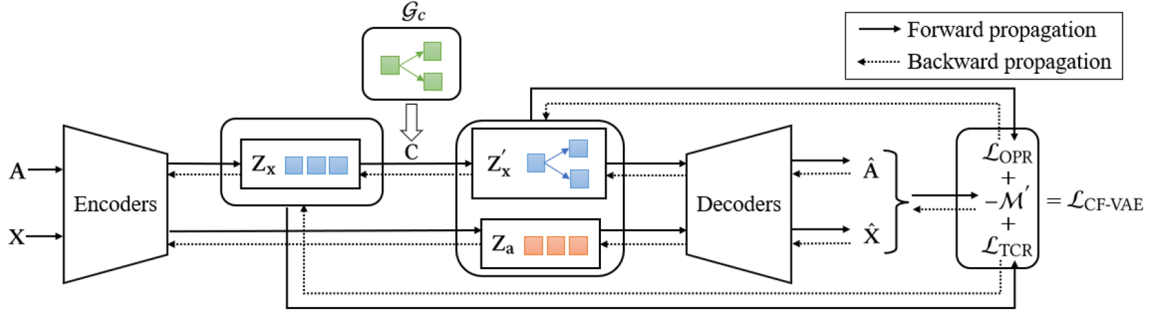 𝒢c
Forward propagation
Backward propagation
A
X
Encoders
Zx
C
Z′x
Za
Decoders
Â
X̂
ℒOPR
+
-ℳ′
+
ℒTCR
= ℒCF-VAE